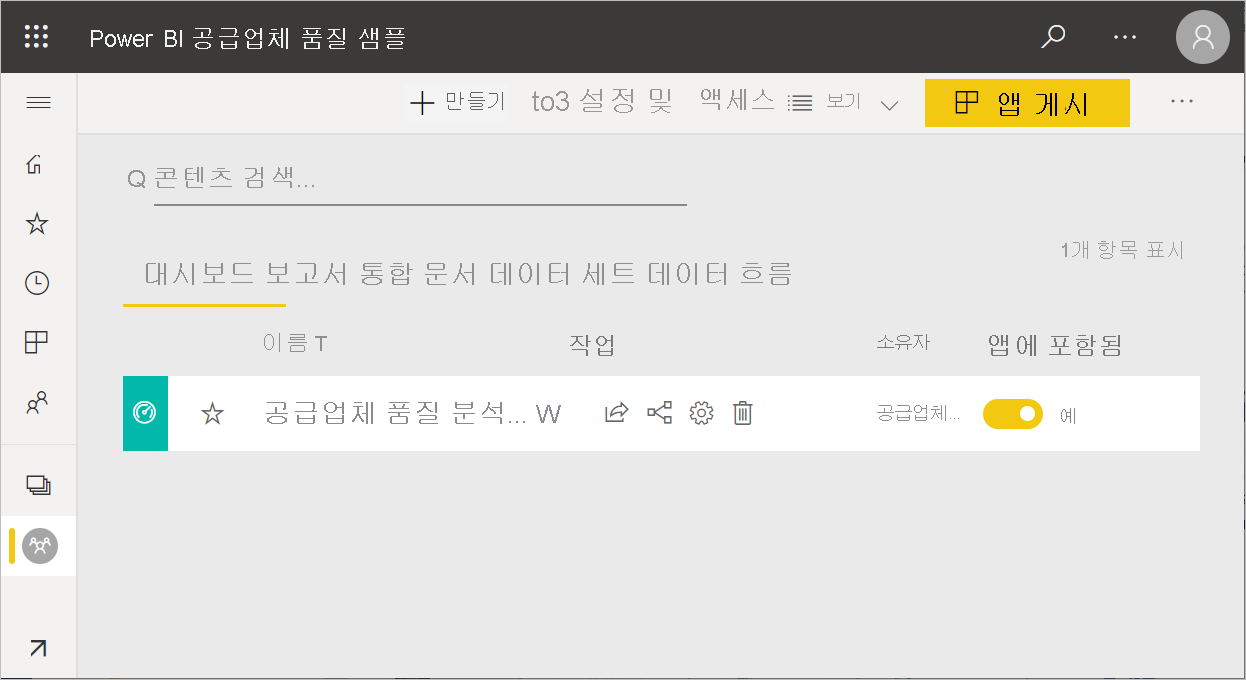 Power BI 공급업체 품질 샘플
만들기 to3 설정 및 액세스 보기 앱 게시
Q 콘텐츠 검색...
1개 항목 표시
대시보드 보고서 통합 문서 데이터 세트 데이터 흐름
이름 T 작업 소유자 앱에 포함됨
공급업체 품질 분석... W 공급업체... 예